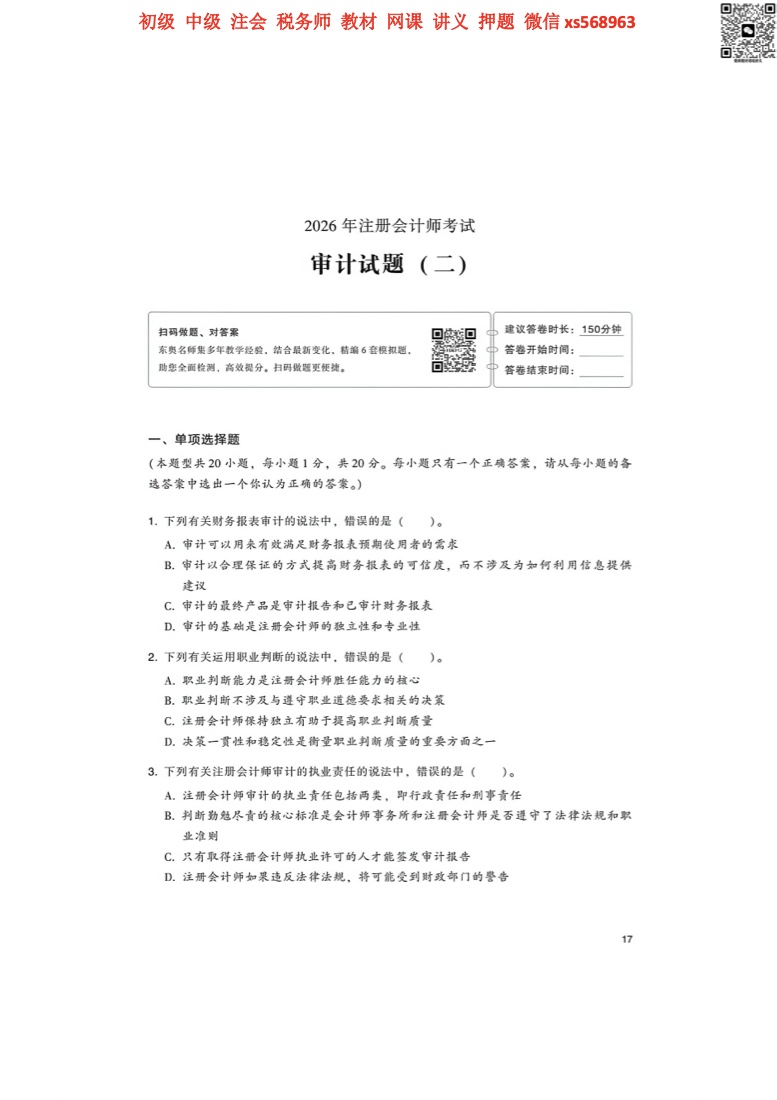 初级 中级 注会 税务师 教材 网课 讲义 押题 微信 xs568963
2026 年注册会计师考试
审计试题（二）
扫码做题、对答案
东奥名师集多年教学经验，结合最新变化，精编 6 套模拟题，
助您全面检测，高效提分。扫码做题更便捷。
建议答卷时长：150分钟
答卷开始时间：
答卷结束时间：
一、单项选择题
（本题型共 20 小题，每小题 1 分，共 20 分。每小题只有一个正确答案，请从每小题的备
选答案中选出一个你认为正确的答案。）
1. 下列有关财务报表审计的说法中，错误的是（　　）。
A. 审计可以用来有效满足财务报表预期使用者的需求
B. 审计以合理保证的方式提高财务报表的可信度，而不涉及为如何利用信息提供
建议
C. 审计的最终产品是审计报告和已审计财务报表
D. 审计的基础是注册会计师的独立性和专业性
2. 下列有关运用职业判断的说法中，错误的是（　　）。
A. 职业判断能力是注册会计师胜任能力的核心
B. 职业判断不涉及与遵守职业道德要求相关的决策
C. 注册会计师保持独立有助于提高职业判断质量
D. 决策一贯性和稳定性是衡量职业判断质量的重要方面之一
3. 下列有关注册会计师审计的执业责任的说法中，错误的是（　　）。
A. 注册会计师审计的执业责任包括两类，即行政责任和刑事责任
B. 判断勤勉尽责的核心标准是会计师事务所和注册会计师是否遵守了法律法规和职
业准则
C. 只有取得注册会计师执业许可的人才能签发审计报告
D. 注册会计师如果违反法律法规，将可能受到财政部门的警告
17